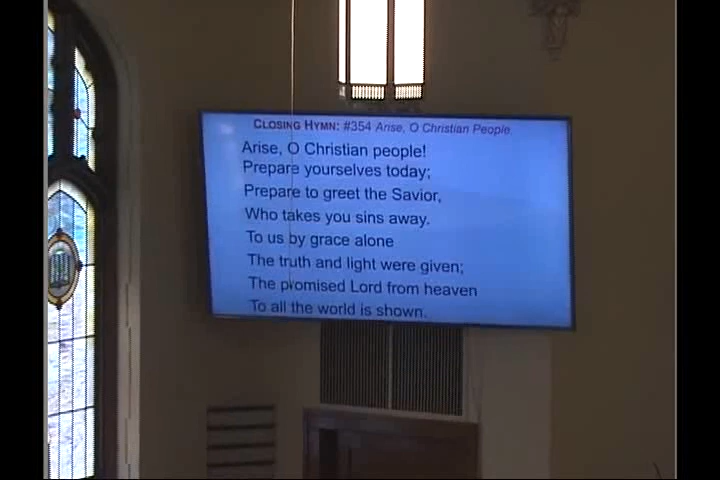 CLOSING HYMN: #354 Arise, O Christian People.
Arise, O Christian people!
Prepare yourselves today;
Prepare to greet the Savior,
Who takes you sins away.
To us by grace alone
The truth and light were given;
The promised Lord from heaven
To all the world is shown.